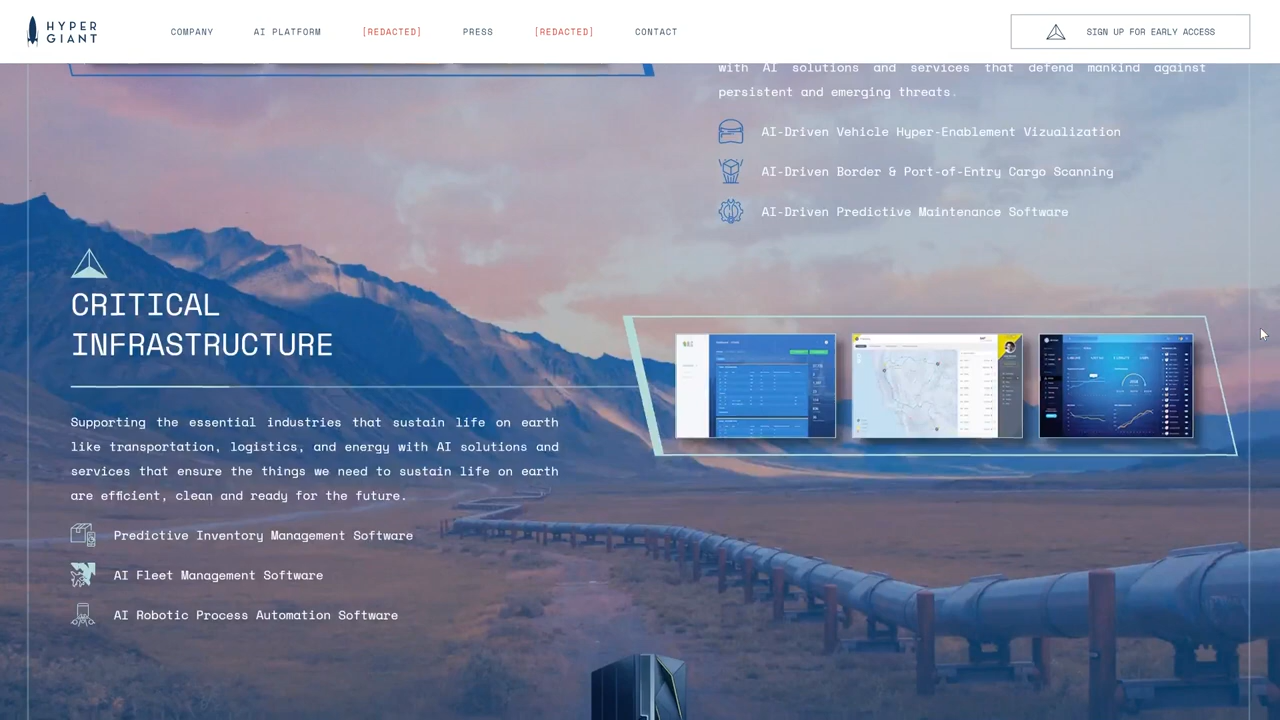 HYPER
GIANT
COMPANY
AI PLATFORM
[REDACTED]
PRESS
[REDACTED]
CONTACT
SIGN UP FOR EARLY ACCESS
with AI solutions and services that defend mankind against
persistent and emerging threats.
AI-Driven Vehicle Hyper-Enablement Vizualization
AI-Driven Border & Port-of-Entry Cargo Scanning
AI-Driven Predictive Maintenance Software
CRITICAL
INFRASTRUCTURE
Supporting the essential industries that sustain life on earth
like transportation, logistics, and energy with AI solutions and
services that ensure the things we need to sustain life on earth
are efficient, clean and ready for the future.
Predictive Inventory Management Software
AI Fleet Management Software
AI Robotic Process Automation Software